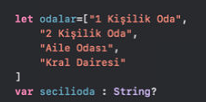 let odalar=["1 Kişilik Oda",
"2 Kişilik Oda",
"Aile Odası",
"Kral Dairesi"
]
var secilioda : String?